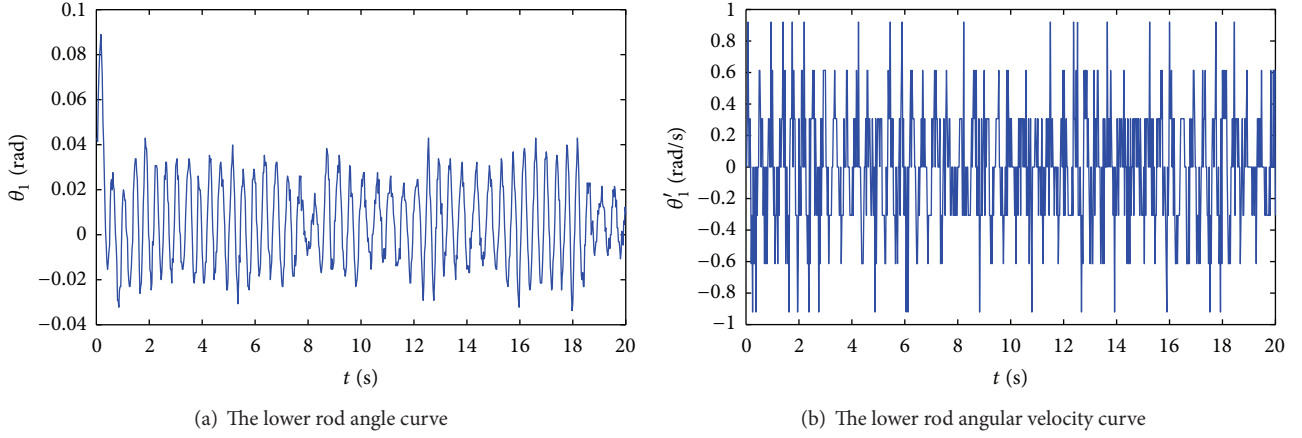 0.1
0.08
0.06
0.04
0.02
0
−0.02
−0.04
θ₁ (rad)
0 2 4 6 8 10 12 14 16 18 20
t (s)
(a) The lower rod angle curve
1
0.8
0.6
0.4
0.2
0
−0.2
−0.4
−0.6
−0.8
−1
θ₁′ (rad/s)
0 2 4 6 8 10 12 14 16 18 20
t (s)
(b) The lower rod angular velocity curve